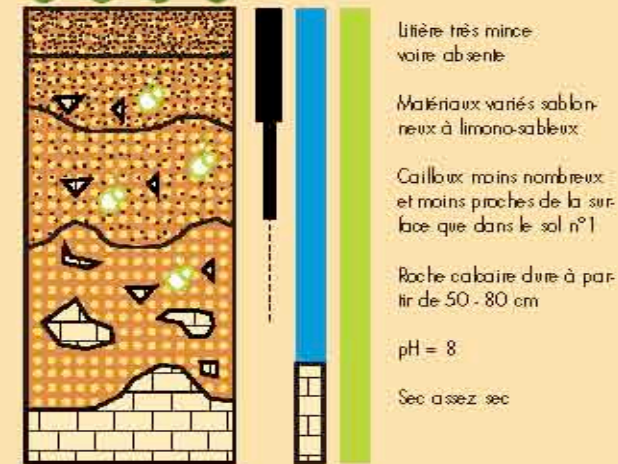 Litière très mince
voire absente
Matériaux variés sablon-
neux à limono-sableux
Cailloux moins nombreux
et moins proches de la sur-
face que dans le sol n°1
Roche calcaire dure à par-
tir de 50 - 80 cm
pH = 8
Sec assez sec